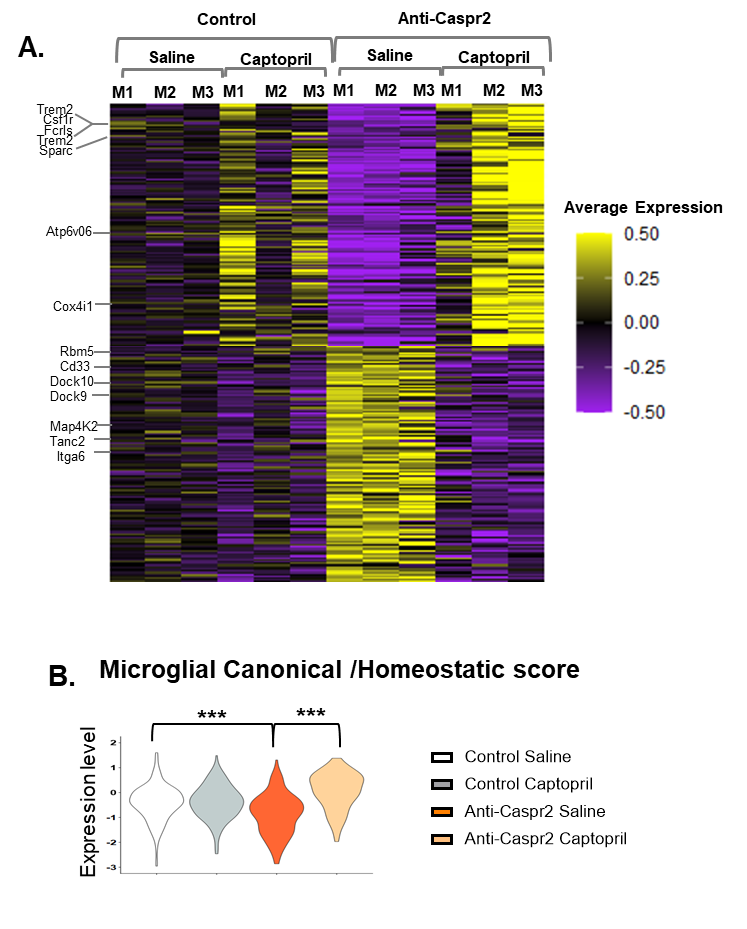 Control
Anti-Caspr2
A.
Saline
Captopril
Saline
Captopril
M1 M2 M3 M1 M2 M3 M1 M2 M3 M1 M2 M3
Trem2
Csf1r
Fcrls
Trem2
Sparc
Atp6v06
Cox4i1
Rbm5
Cd33
Dock10
Dock9
Map4K2
Tanc2
Itga6
Average Expression
0.50
0.25
0.00
-0.25
-0.50
B. Microglial Canonical /Homeostatic score
*** ***
Expression level
2
1
0
-1
-2
-3
Control Saline
Control Captopril
Anti-Caspr2 Saline
Anti-Caspr2 Captopril